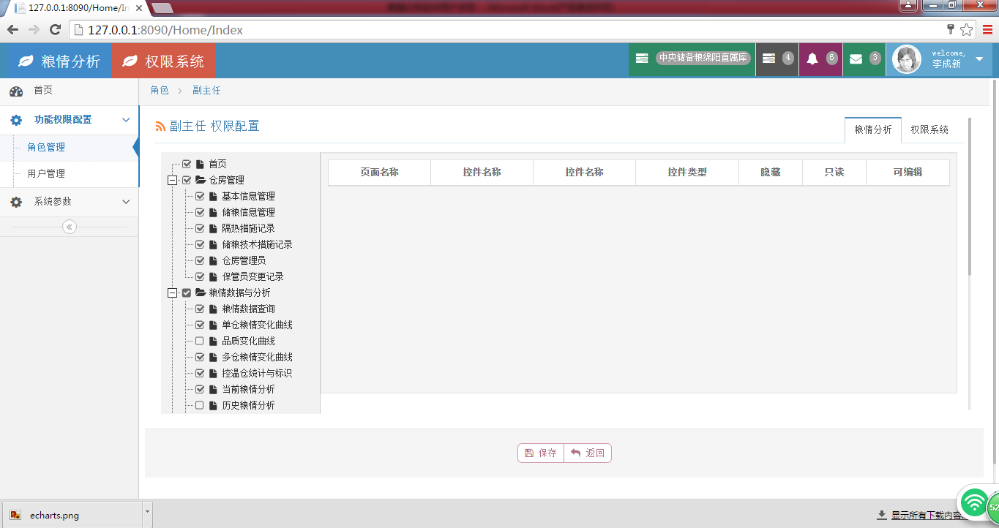 127.0.0.1:8090/Home/In
127.0.0.1:8090/Home/Index
粮情分析 权限系统 中央储备粮绵阳直属库 4 6 3 welcome,
李成新
首页
功能权限配置
角色管理
用户管理
系统参数
角色 副主任
副主任 权限配置
粮情分析 权限系统
首页
仓房管理
基本信息管理
储粮信息管理
隔热措施记录
储粮技术措施记录
仓房管理员
保管员变更记录
粮情数据与分析
粮情数据查询
单仓粮情变化曲线
品质变化曲线
多仓粮情变化曲线
控温仓统计与标识
当前粮情分析
历史粮情分析
页面名称 控件名称 控件名称 控件类型 隐藏 只读 可编辑
保存 返回
echarts.png
显示所有下载内容
52